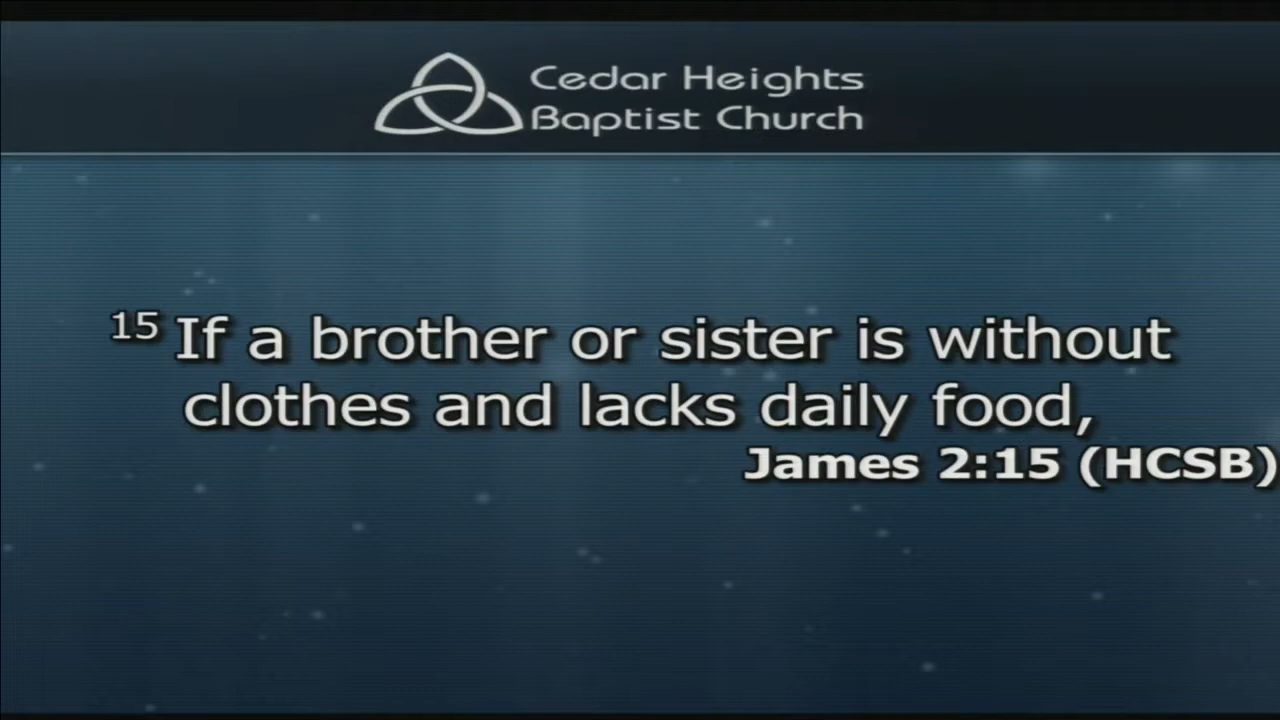 Cedar Heights
Baptist Church
15 If a brother or sister is without
clothes and lacks daily food,
James 2:15 (HCSB)